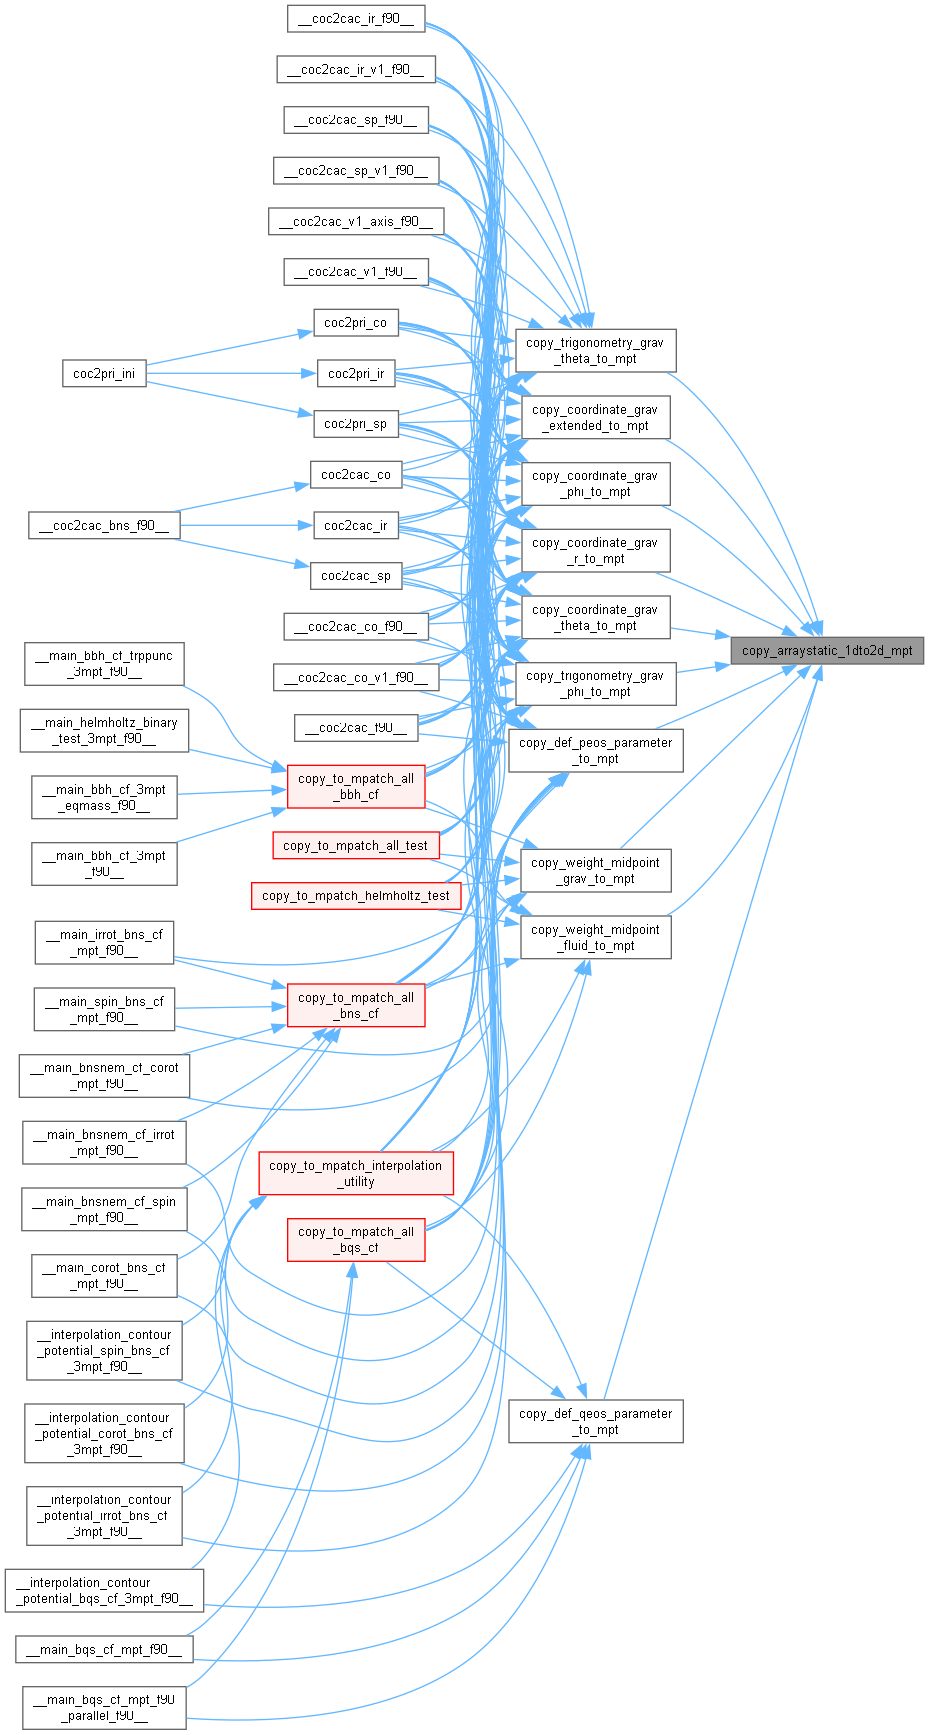 __coc2cac_ir_f90__
__coc2cac_ir_v1_f90__
__coc2cac_sp_f90__
__coc2cac_sp_v1_f90__
__coc2cac_v1_axis_f90__
__coc2cac_v1_f90__
coc2pri_co
coc2pri_ini
coc2pri_ir
coc2pri_sp
coc2cac_co
__coc2cac_bns_f90__
coc2cac_ir
coc2cac_sp
__coc2cac_co_f90__
__coc2cac_co_v1_f90__
__coc2cac_f90__
copy_trigonometry_grav
_theta_to_mpt
copy_coordinate_grav
_extended_to_mpt
copy_coordinate_grav
_phi_to_mpt
copy_coordinate_grav
_r_to_mpt
copy_coordinate_grav
_theta_to_mpt
copy_trigonometry_grav
_phi_to_mpt
copy_def_peos_parameter
_to_mpt
copy_arraystatic_1dto2d_mpt
__main_bbh_cf_trppunc
_3mpt_f90__
__main_helmholtz_binary
_test_3mpt_f90__
__main_bbh_cf_3mpt
_eqmass_f90__
__main_bbh_cf_3mpt
_f90__
copy_to_mpatch_all
_bbh_cf
copy_to_mpatch_all_test
copy_to_mpatch_helmholtz_test
copy_weight_midpoint
_grav_to_mpt
copy_weight_midpoint
_fluid_to_mpt
__main_irrot_bns_cf
_mpt_f90__
__main_spin_bns_cf
_mpt_f90__
copy_to_mpatch_all
_bns_cf
__main_bnsnem_cf_corot
_mpt_f90__
__main_bnsnem_cf_irrot
_mpt_f90__
__main_bnsnem_cf_spin
_mpt_f90__
__main_corot_bns_cf
_mpt_f90__
copy_to_mpatch_interpolation
_utility
copy_to_mpatch_all
_bqs_cf
__interpolation_contour
_potential_spin_bns_cf
_3mpt_f90__
__interpolation_contour
_potential_corot_bns_cf
_3mpt_f90__
__interpolation_contour
_potential_irrot_bns_cf
_3mpt_f90__
copy_def_qeos_parameter
_to_mpt
__interpolation_contour
_potential_bqs_cf_3mpt_f90__
__main_bqs_cf_mpt_f90__
__main_bqs_cf_mpt_f90
_parallel_f90__